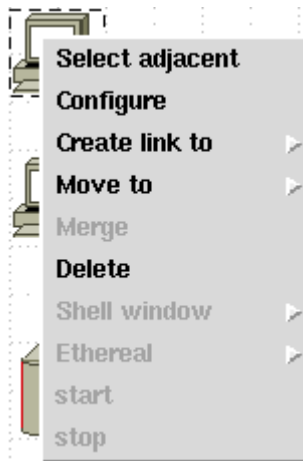 Select adjacent
Configure
Create link to
Move to
Merge
Delete
Shell window
Ethereal
start
stop